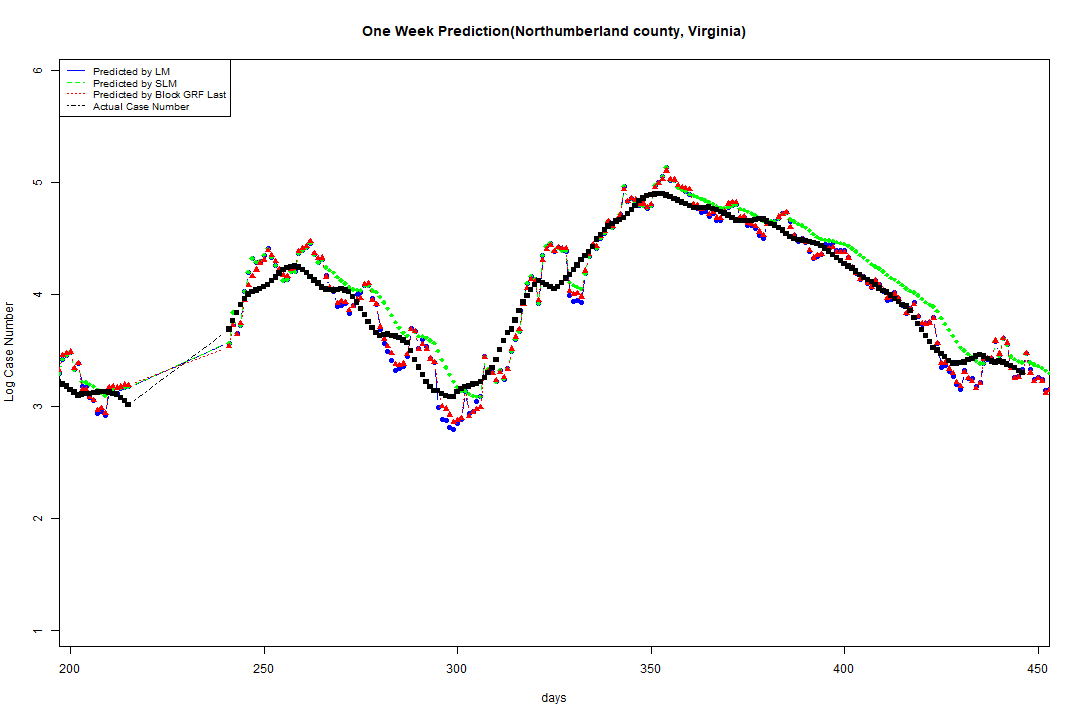 One Week Prediction(Northumberland county, Virginia)
Predicted by LM
Predicted by SLM
Predicted by Block GRF Last
Actual Case Number
Log Case Number
6
5
4
3
2
1
200 250 300 350 400 450
days